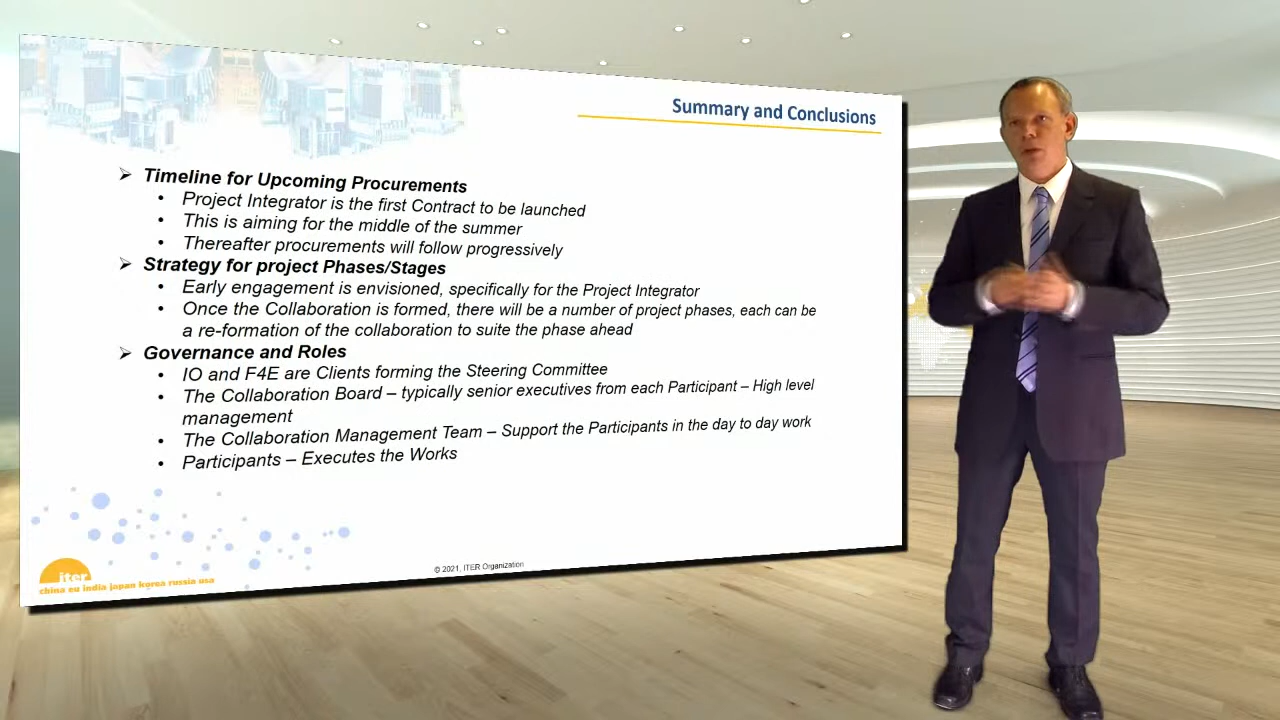 Summary and Conclusions
➢ Timeline for Upcoming Procurements
• Project Integrator is the first Contract to be launched
• This is aiming for the middle of the summer
• Thereafter procurements will follow progressively
➢ Strategy for project Phases/Stages
• Early engagement is envisioned, specifically for the Project Integrator
• Once the Collaboration is formed, there will be a number of project phases, each can be
a re-formation of the collaboration to suite the phase ahead
➢ Governance and Roles
• IO and F4E are Clients forming the Steering Committee
• The Collaboration Board – typically senior executives from each Participant – High level
management
• The Collaboration Management Team – Support the Participants in the day to day work
• Participants – Executes the Works
iter
china eu india japan korea russia usa
© 2021, ITER Organization